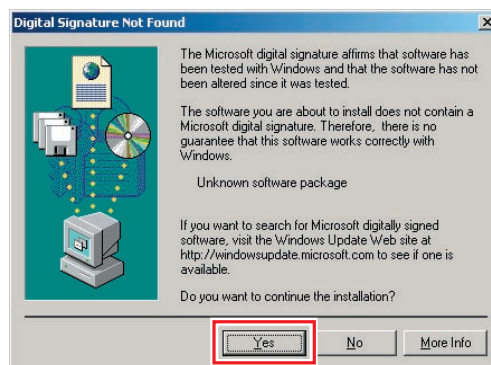 Digital Signature Not Found
The Microsoft digital signature affirms that software has
been tested with Windows and that the software has not
been altered since it was tested.
The software you are about to install does not contain a
Microsoft digital signature. Therefore, there is no
guarantee that this software works correctly with
Windows.
Unknown software package
If you want to search for Microsoft digitally signed
software, visit the Windows Update Web site at
http://windowsupdate.microsoft.com to see if one is
available.
Do you want to continue the installation?
Yes
No
More Info